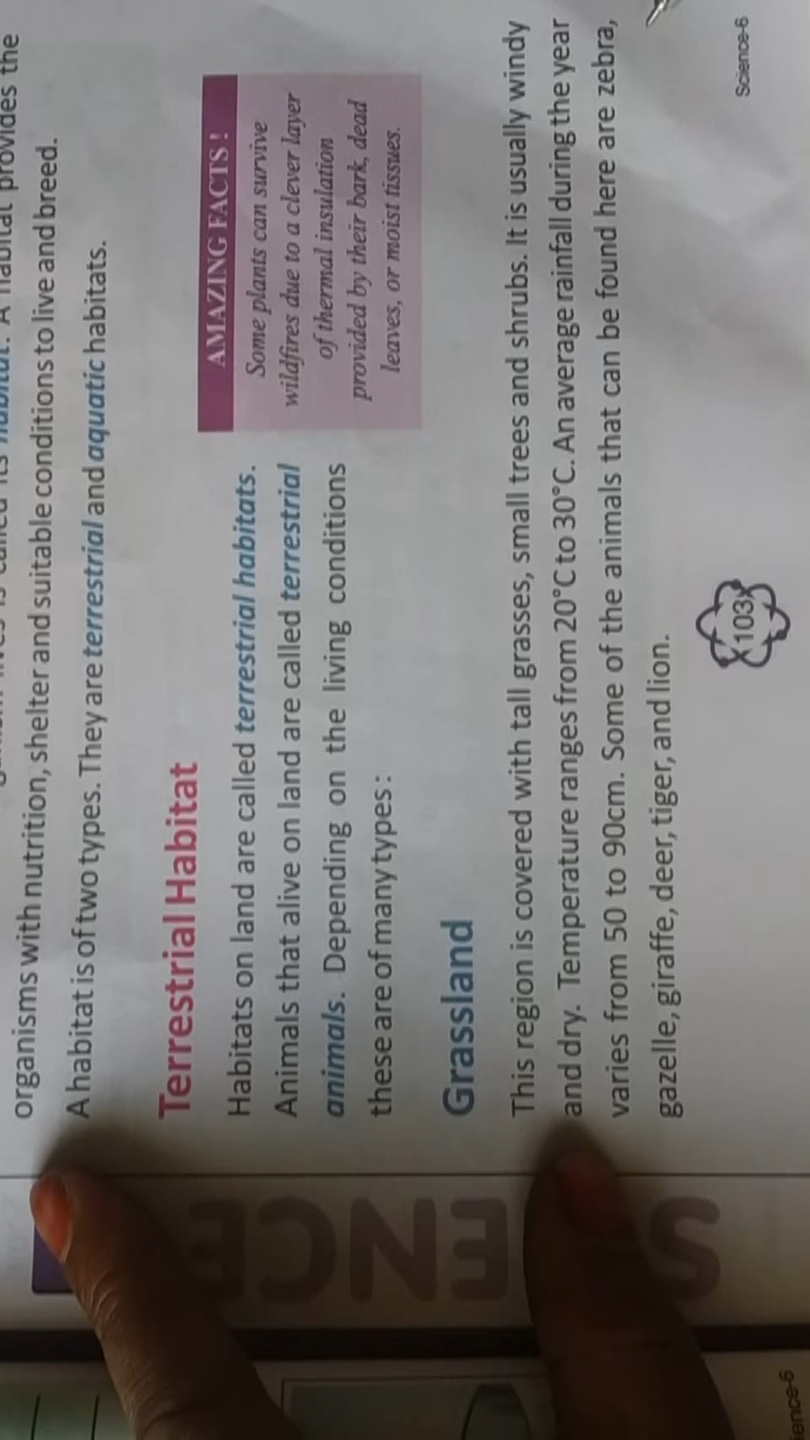 habitat. A habitat provides the
organisms with nutrition, shelter and suitable conditions to live and breed.
A habitat is of two types. They are terrestrial and aquatic habitats.
Terrestrial Habitat
Habitats on land are called terrestrial habitats.
Animals that alive on land are called terrestrial
animals. Depending on the living conditions
these are of many types :
AMAZING FACTS !
Some plants can survive
wildfires due to a clever layer
of thermal insulation
provided by their bark, dead
leaves, or moist tissues.
Grassland
This region is covered with tall grasses, small trees and shrubs. It is usually windy
and dry. Temperature ranges from 20°C to 30°C. An average rainfall during the year
varies from 50 to 90cm. Some of the animals that can be found here are zebra,
gazelle, giraffe, deer, tiger, and lion.
103
Science-6